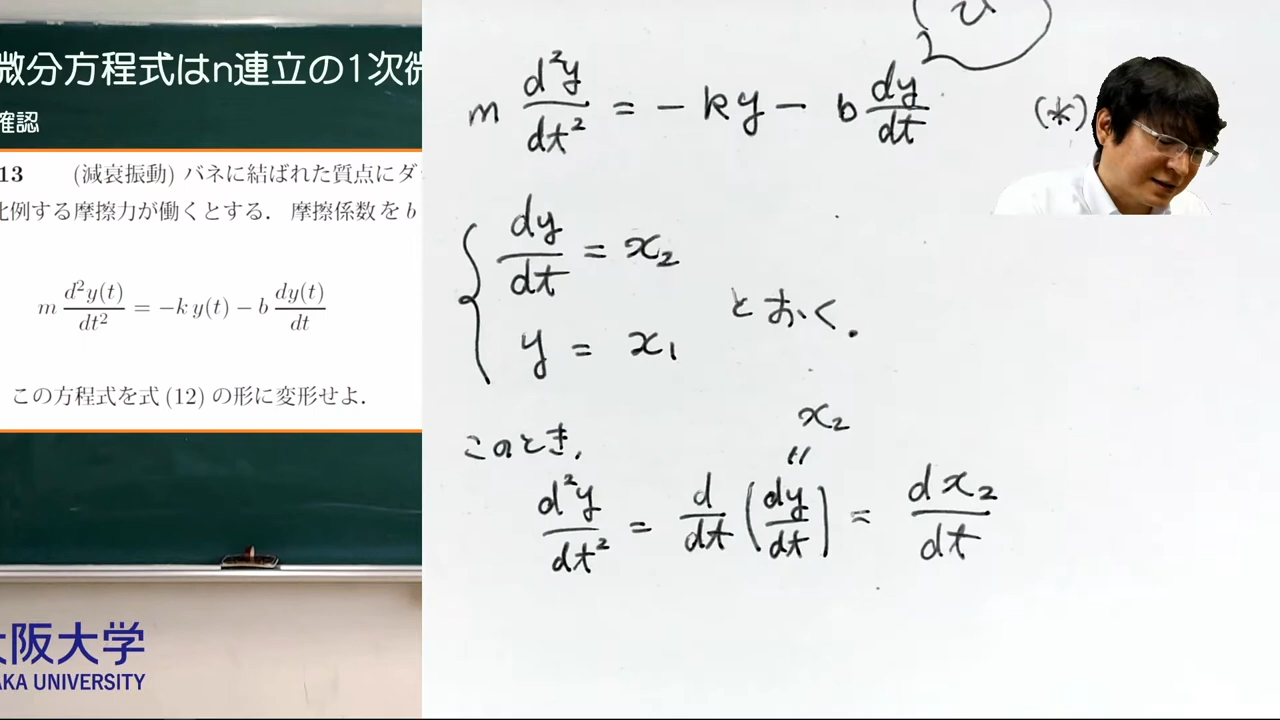 微分方程式はn連立の1次微
確認
13 (減衰振動) バネに結ばれた質点にダ
比例する摩擦力が働くとする. 摩擦係数を b
m d²y(t)/dt² = −k y(t) − b dy(t)/dt
この方程式を式 (12) の形に変形せよ.
大阪大学
AKA UNIVERSITY
m d²y/dt² = − ky − b dy/dt (*)
{ dy/dt = x₂
y = x₁
とおく.
このとき,
x₂
〃
d²y/dt² = d/dt (dy/dt) = dx₂/dt